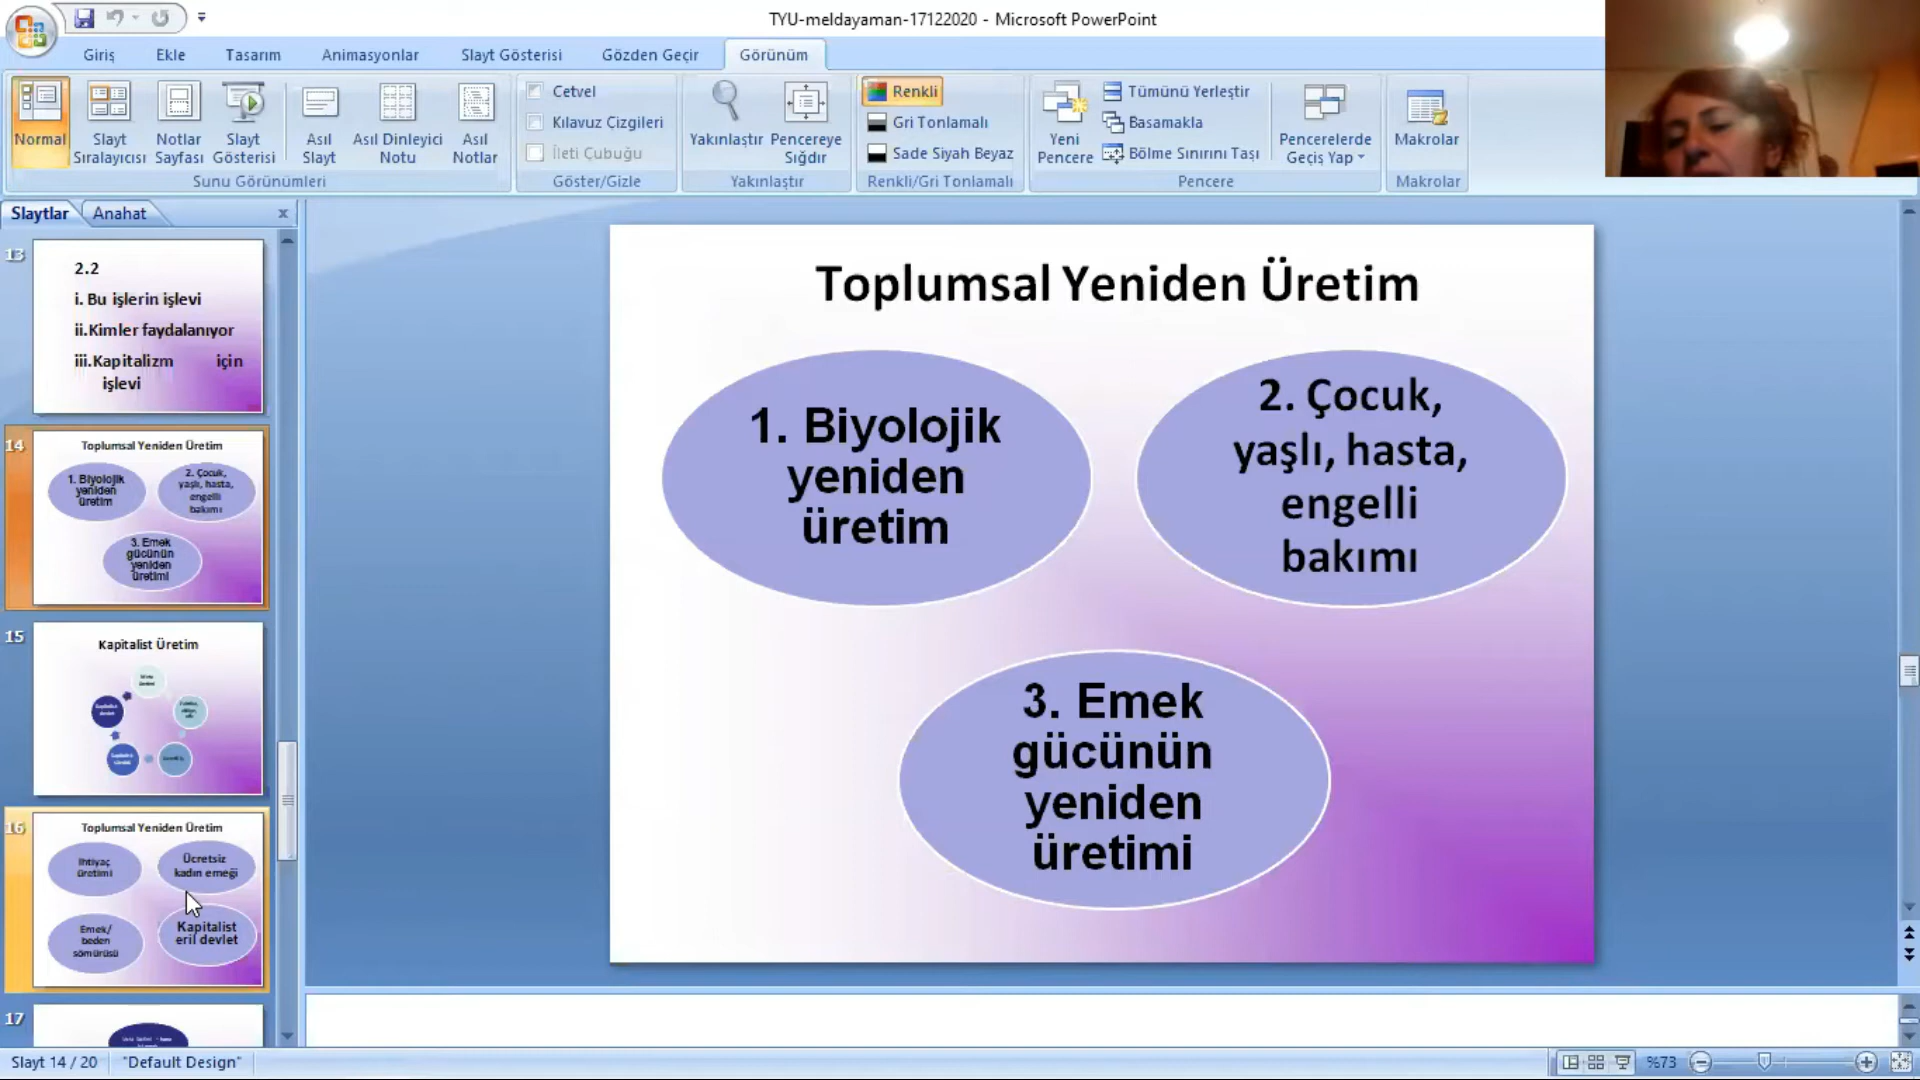 TYU-meldayaman-17122020 - Microsoft PowerPoint
Giriş Ekle Tasarım Animasyonlar Slayt Gösterisi Gözden Geçir Görünüm
Normal
Slayt Sıralayıcısı
Notlar Sayfası
Slayt Gösterisi
Asıl Slayt
Asıl Dinleyici Notu
Asıl Notlar
Sunu Görünümleri
Cetvel
Kılavuz Çizgileri
İleti Çubuğu
Göster/Gizle
Yakınlaştır
Pencereye Sığdır
Yakınlaştır
Renkli
Gri Tonlamalı
Sade Siyah Beyaz
Renkli/Gri Tonlamalı
Yeni Pencere
Tümünü Yerleştir
Basamakla
Bölme Sınırını Taşı
Pencerelerde Geçiş Yap
Pencere
Makrolar
Makrolar
Slaytlar Anahat x
13
2.2
i. Bu işlerin işlevi
ii.Kimler faydalanıyor
iii.Kapitalizm için
işlevi
14
Toplumsal Yeniden Üretim
1. Biyolojik
yeniden
üretim
2. Çocuk,
yaşlı, hasta,
engelli
bakımı
3. Emek
gücünün
yeniden
üretimi
15
Kapitalist Üretim
16
Toplumsal Yeniden Üretim
İhtiyaç
üretimi
Ücretsiz
kadın emeği
Emek/
beden
sömürüsü
Kapitalist
eril devlet
17
Toplumsal Yeniden Üretim
1. Biyolojik
yeniden
üretim
2. Çocuk,
yaşlı, hasta,
engelli
bakımı
3. Emek
gücünün
yeniden
üretimi
Slayt 14 / 20 "Default Design" %73